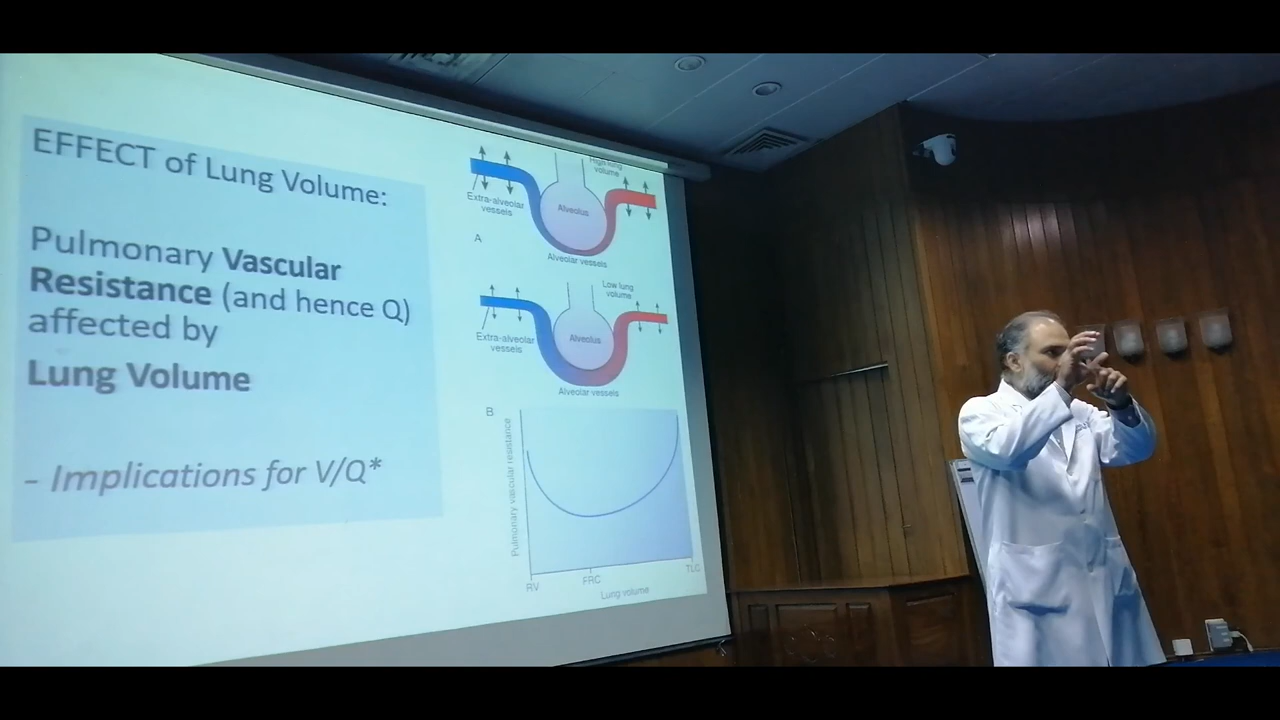 EFFECT of Lung Volume:
Pulmonary Vascular
Resistance (and hence Q)
affected by
Lung Volume
- Implications for V/Q*
High lung
volume
Extra-alveolar
vessels
Alveolus
A
Alveolar vessels
Low lung
volume
Extra-alveolar
vessels
Alveolus
Alveolar vessels
B
Pulmonary vascular resistance
RV
FRC
TLC
Lung volume